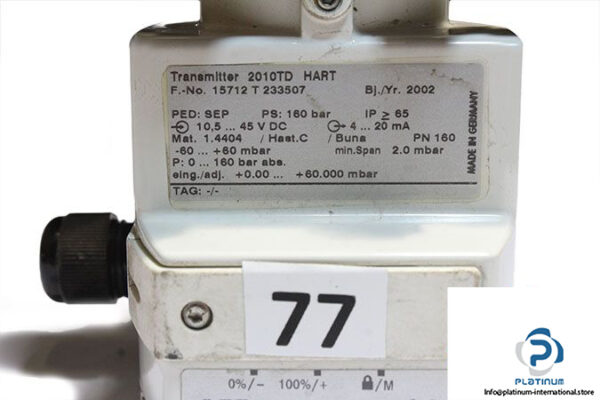 Transmitter 2010TD HART
F.-No. 15712 T 233507 Bj./Yr. 2002
PED: SEP PS: 160 bar IP ≥ 65
10,5 ... 45 V DC 4 ... 20 mA
Mat. 1.4404 / Hast.C / Buna PN 160
-60 ... +60 mbar min.Span 2.0 mbar
P: 0 ... 160 bar abs.
eing./adj. +0.00 ... +60.000 mbar
TAG: -/-
MADE IN GERMANY
77
0%/- 100%/+ /M
PLATINUM
Info@platinum-international.store